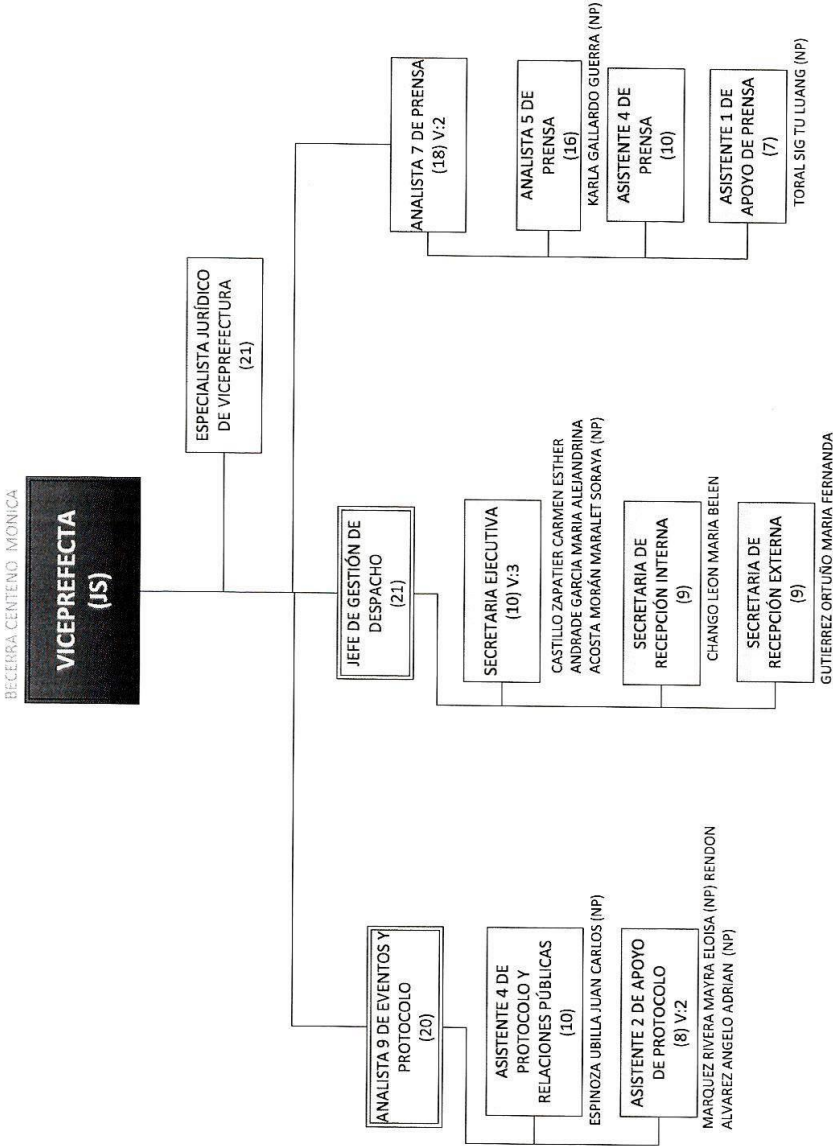 BECERRA CENTENO MONICA
VICEPREFECTA
(JS)
ESPECIALISTA JURÍDICO
DE VICEPREFECTURA
(21)
ANALISTA 9 DE EVENTOS Y
PROTOCOLO
(20)
ASISTENTE 4 DE
PROTOCOLO Y
RELACIONES PÚBLICAS
(10)
ESPINOZA UBILLA JUAN CARLOS (NP)
ASISTENTE 2 DE APOYO
DE PROTOCOLO
(8) V:2
MARQUEZ RIVERA MAYRA ELOISA (NP) RENDON
ALVAREZ ANGELO ADRIAN (NP)
JEFE DE GESTIÓN DE
DESPACHO
(21)
SECRETARIA EJECUTIVA
(10) V:3
CASTILLO ZAPATIER CARMEN ESTHER
ANDRADE GARCIA MARIA ALEJANDRINA
ACOSTA MORÁN MARALET SORAYA (NP)
SECRETARIA DE
RECEPCIÓN INTERNA
(9)
CHANGO LEON MARIA BELEN
SECRETARIA DE
RECEPCIÓN EXTERNA
(9)
GUTIERREZ ORTUÑO MARIA FERNANDA
ANALISTA 7 DE PRENSA
(18) V:2
ANALISTA 5 DE
PRENSA
(16)
KARLA GALLARDO GUERRA (NP)
ASISTENTE 4 DE
PRENSA
(10)
ASISTENTE 1 DE
APOYO DE PRENSA
(7)
TORAL SIG TU LUANG (NP)